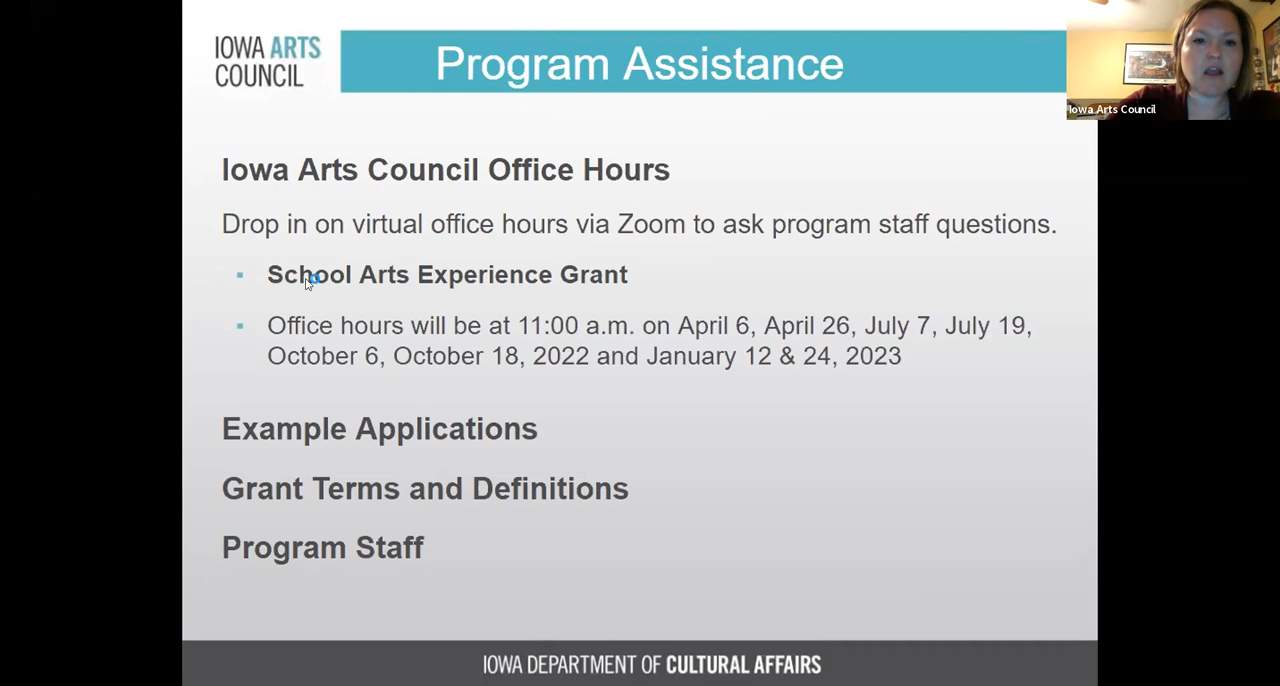 IOWA ARTS
COUNCIL
Program Assistance
Iowa Arts Council
Iowa Arts Council Office Hours
Drop in on virtual office hours via Zoom to ask program staff questions.
▪ School Arts Experience Grant
▪ Office hours will be at 11:00 a.m. on April 6, April 26, July 7, July 19,
October 6, October 18, 2022 and January 12 & 24, 2023
Example Applications
Grant Terms and Definitions
Program Staff
IOWA DEPARTMENT OF CULTURAL AFFAIRS